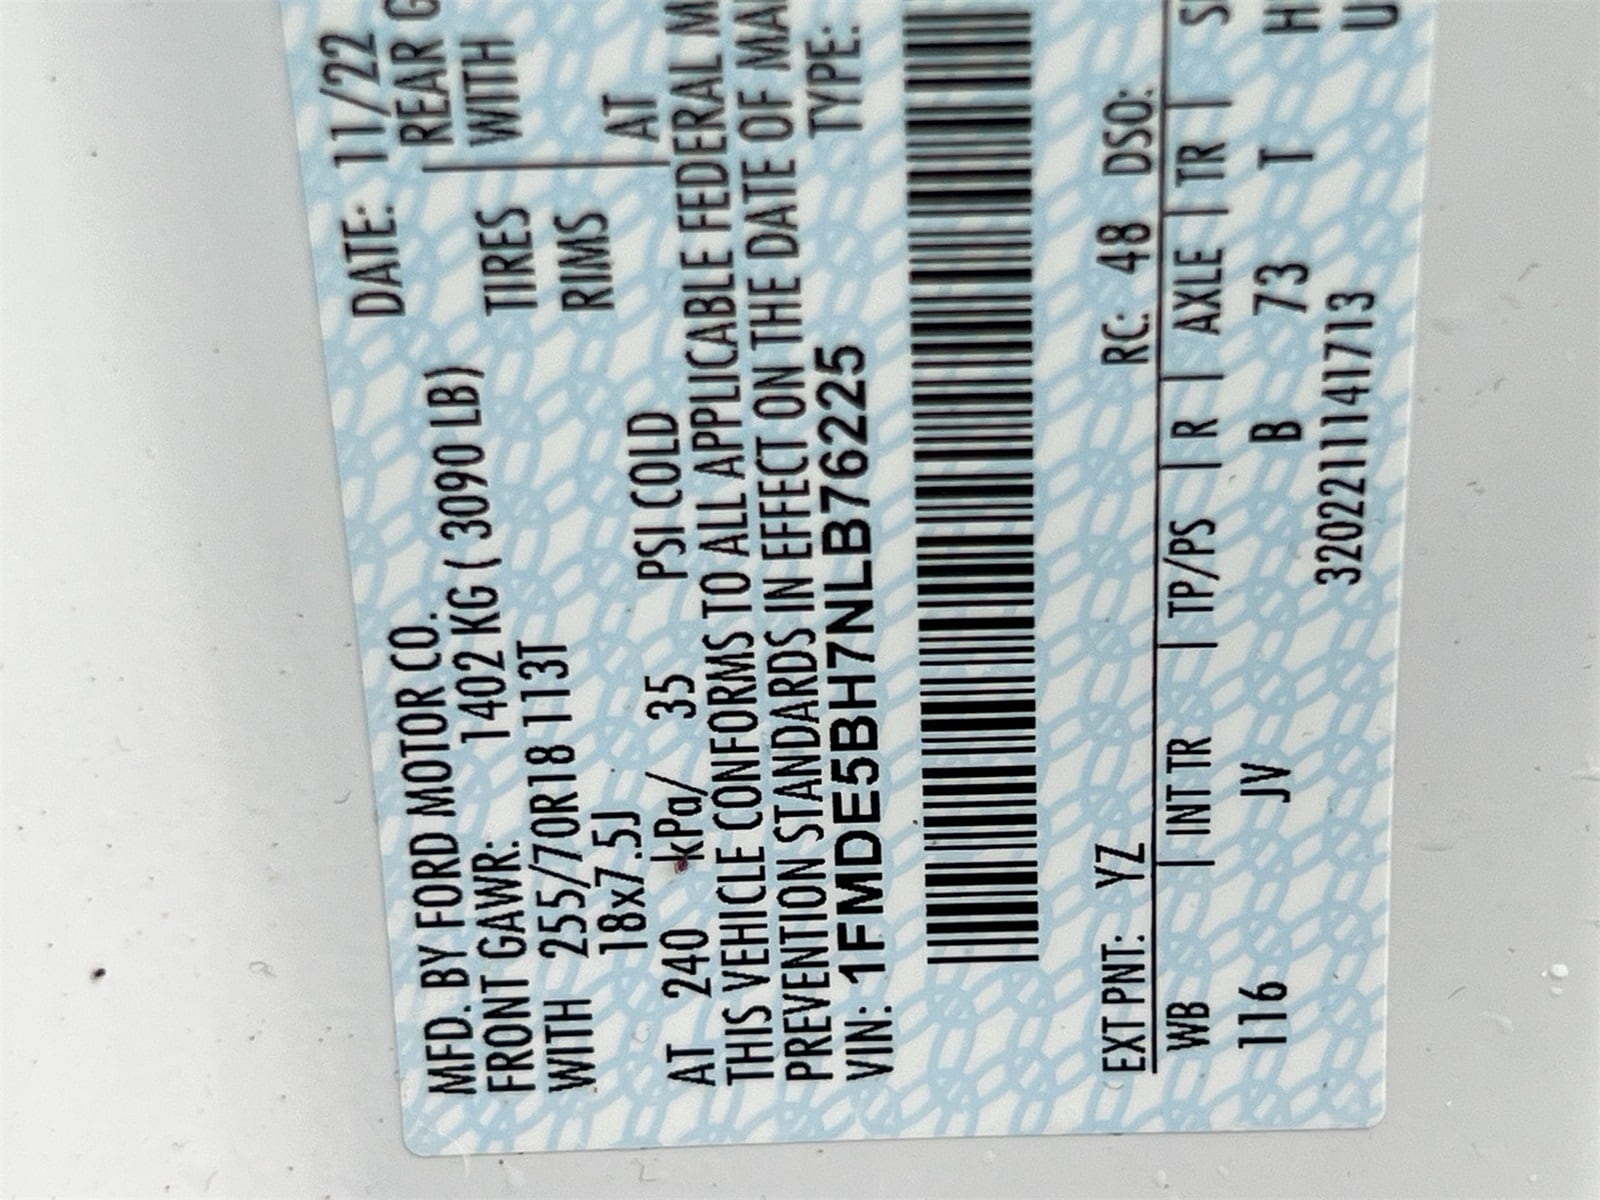 MFD. BY FORD MOTOR CO.
DATE: 11/22
FRONT GAWR: 1402 KG ( 3090 LB)
REAR G
WITH 255/70R18 113T TIRES WITH
18x7.5J RIMS
AT 240 kPa/ 35 PSI COLD AT
THIS VEHICLE CONFORMS TO ALL APPLICABLE FEDERAL M
PREVENTION STANDARDS IN EFFECT ON THE DATE OF MA
VIN: 1FMDE5BH7NLB76225
TYPE:
EXT PNT: YZ RC: 48 DSO:
WB | INT TR | TP/PS | R | AXLE | TR | S
116 JV B 73 T H
320221114171713 U